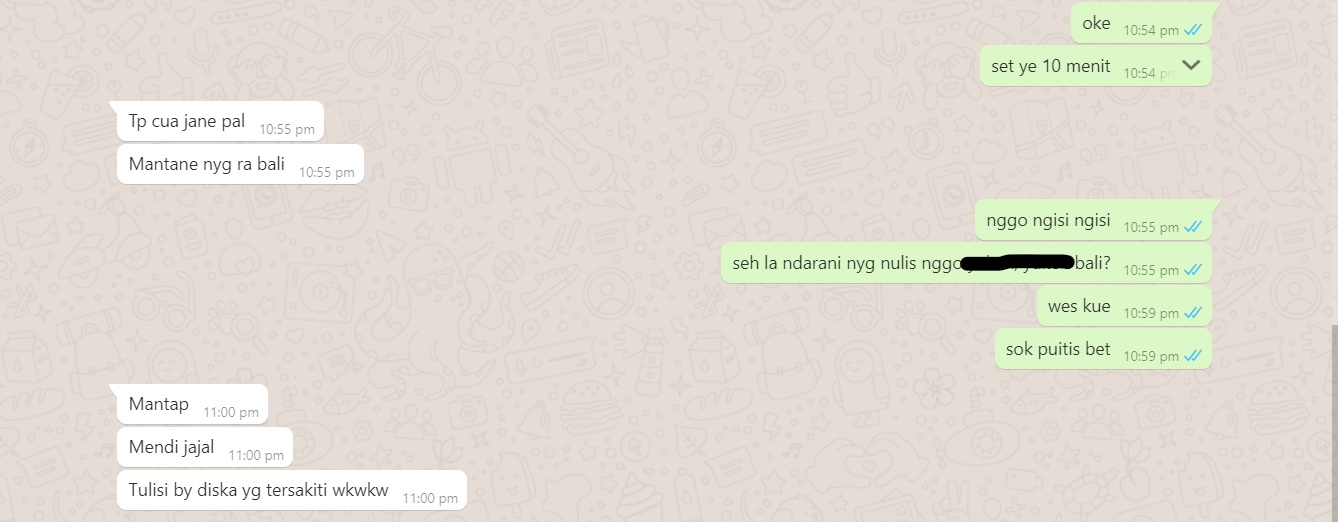 oke 10:54 pm
set ye 10 menit 10:54 pm
Tp cua jane pal 10:55 pm
Mantane nyg ra bali 10:55 pm
nggo ngisi ngisi 10:55 pm
seh la ndarani nyg nulis nggo bali? 10:55 pm
wes kue 10:59 pm
sok puitis bet 10:59 pm
Mantap 11:00 pm
Mendi jajal 11:00 pm
Tulisi by diska yg tersakiti wkwkw 11:00 pm